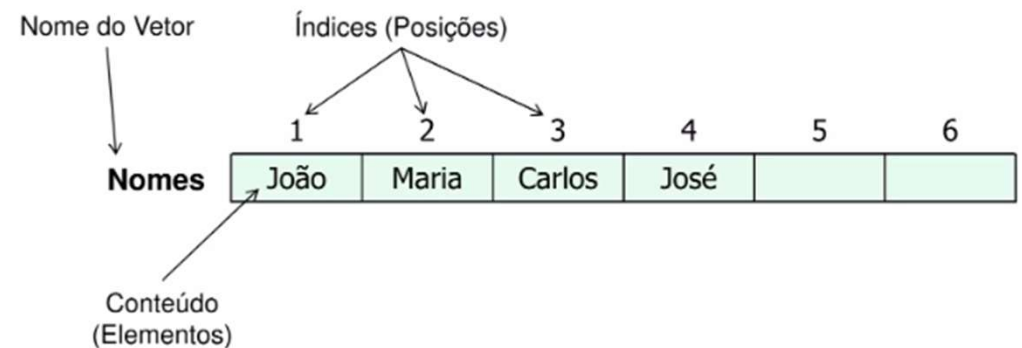 Nome do Vetor
Índices (Posições)
1 2 3 4 5 6
Nomes João Maria Carlos José
Conteúdo
(Elementos)